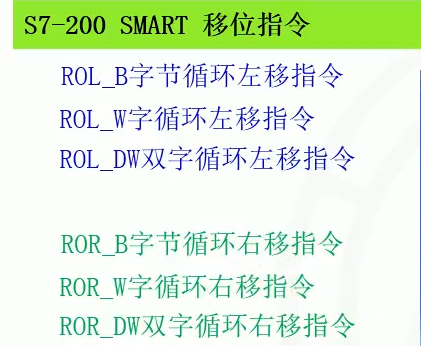 S7-200 SMART 移位指令
ROL_B字节循环左移指令
ROL_W字循环左移指令
ROL_DW双字循环左移指令
ROR_B字节循环右移指令
ROR_W字循环右移指令
ROR_DW双字循环右移指令